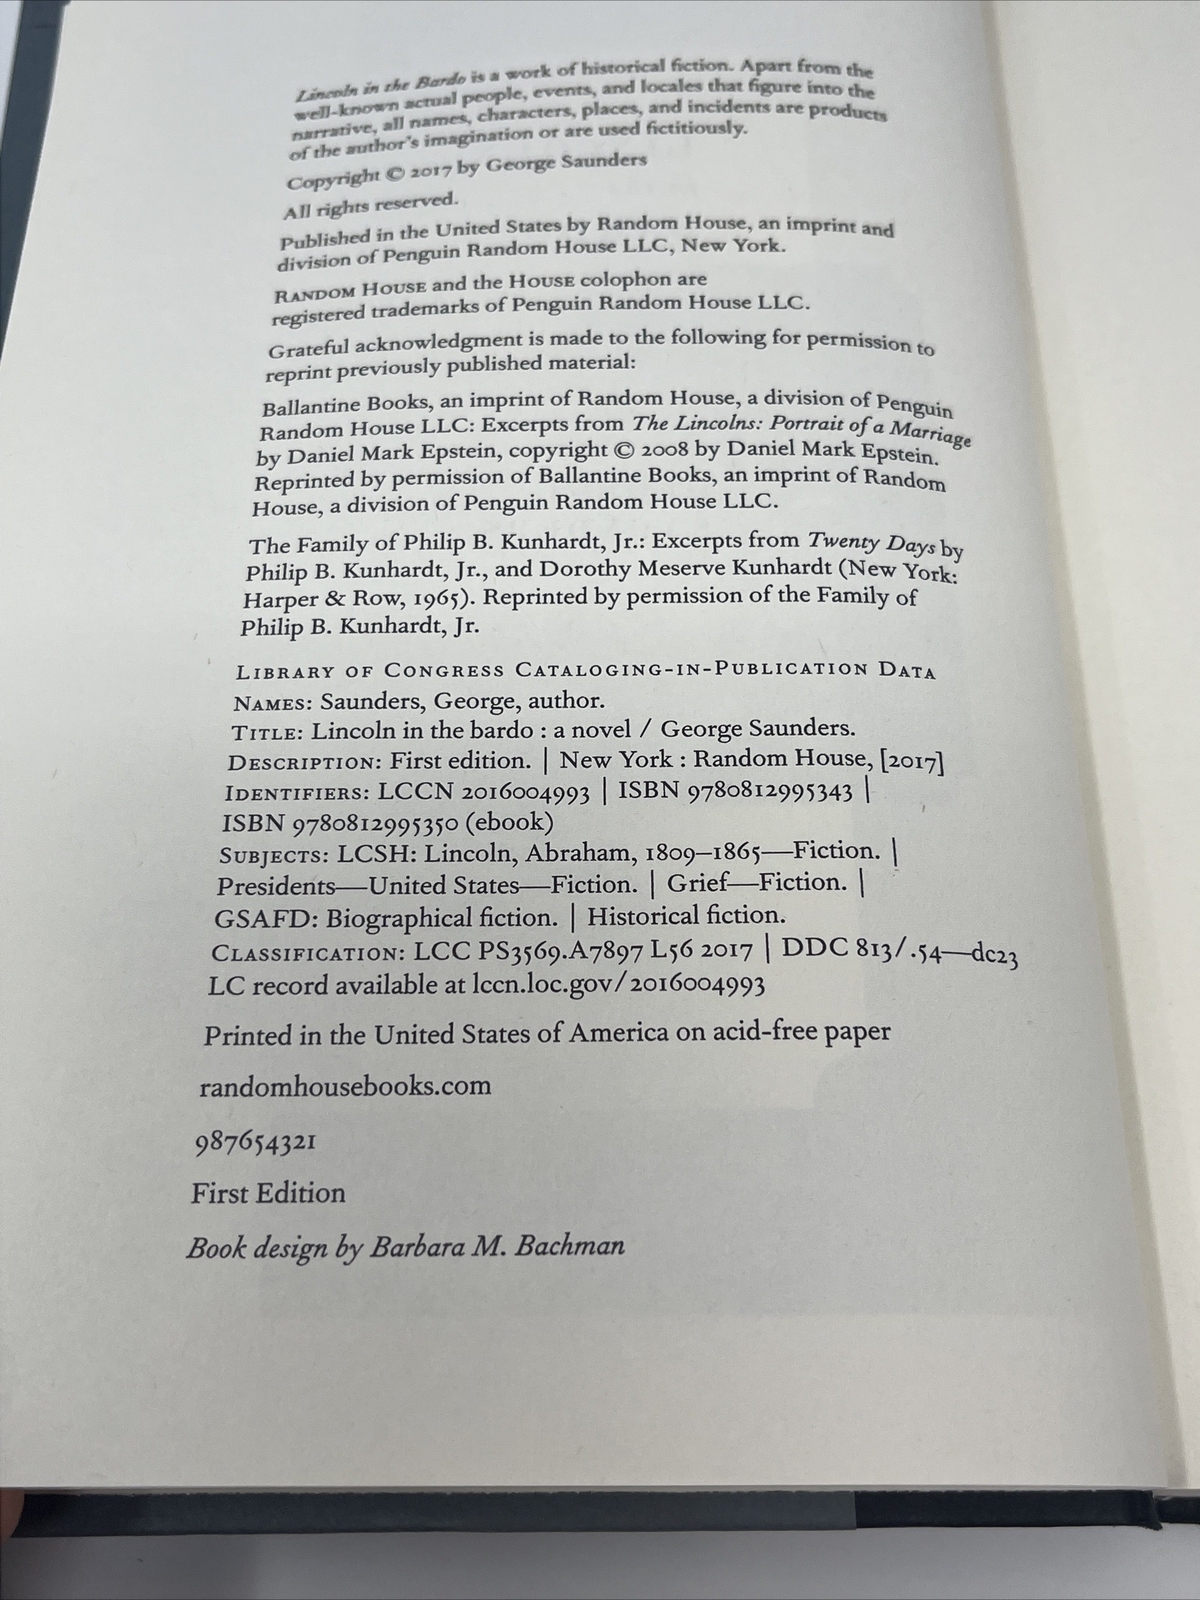 Lincoln in the Bardo is a work of historical fiction. Apart from the
well-known actual people, events, and locales that figure into the
narrative, all names, characters, places, and incidents are products
of the author's imagination or are used fictitiously.
Copyright © 2017 by George Saunders
All rights reserved.
Published in the United States by Random House, an imprint and
division of Penguin Random House LLC, New York.
RANDOM HOUSE and the HOUSE colophon are
registered trademarks of Penguin Random House LLC.
Grateful acknowledgment is made to the following for permission to
reprint previously published material:
Ballantine Books, an imprint of Random House, a division of Penguin
Random House LLC: Excerpts from The Lincolns: Portrait of a Marriage
by Daniel Mark Epstein, copyright © 2008 by Daniel Mark Epstein.
Reprinted by permission of Ballantine Books, an imprint of Random
House, a division of Penguin Random House LLC.
The Family of Philip B. Kunhardt, Jr.: Excerpts from Twenty Days by
Philip B. Kunhardt, Jr., and Dorothy Meserve Kunhardt (New York:
Harper & Row, 1965). Reprinted by permission of the Family of
Philip B. Kunhardt, Jr.
LIBRARY OF CONGRESS CATALOGING-IN-PUBLICATION DATA
NAMES: Saunders, George, author.
TITLE: Lincoln in the bardo : a novel / George Saunders.
DESCRIPTION: First edition. | New York : Random House, [2017]
IDENTIFIERS: LCCN 2016004993 | ISBN 9780812995343 |
ISBN 9780812995350 (ebook)
SUBJECTS: LCSH: Lincoln, Abraham, 1809–1865—Fiction. |
Presidents—United States—Fiction. | Grief—Fiction. |
GSAFD: Biographical fiction. | Historical fiction.
CLASSIFICATION: LCC PS3569.A7897 L56 2017 | DDC 813/.54—dc23
LC record available at lccn.loc.gov/2016004993
Printed in the United States of America on acid-free paper
randomhousebooks.com
987654321
First Edition
Book design by Barbara M. Bachman